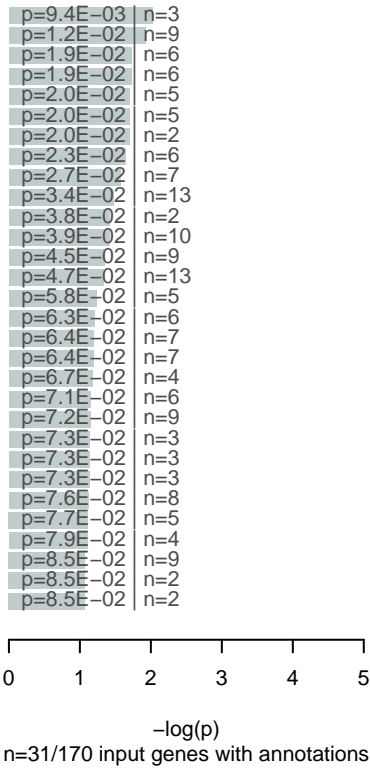 p=9.4E−03 n=3
p=1.2E−02 n=9
p=1.9E−02 n=6
p=1.9E−02 n=6
p=2.0E−02 n=5
p=2.0E−02 n=5
p=2.0E−02 n=2
p=2.3E−02 n=6
p=2.7E−02 n=7
p=3.4E−02 n=13
p=3.8E−02 n=2
p=3.9E−02 n=10
p=4.5E−02 n=9
p=4.7E−02 n=13
p=5.8E−02 n=5
p=6.3E−02 n=6
p=6.4E−02 n=7
p=6.4E−02 n=7
p=6.7E−02 n=4
p=7.1E−02 n=6
p=7.2E−02 n=9
p=7.3E−02 n=3
p=7.3E−02 n=3
p=7.3E−02 n=3
p=7.6E−02 n=8
p=7.7E−02 n=5
p=7.9E−02 n=4
p=8.5E−02 n=9
p=8.5E−02 n=2
p=8.5E−02 n=2
0 1 2 3 4 5
−log(p)
n=31/170 input genes with annotations